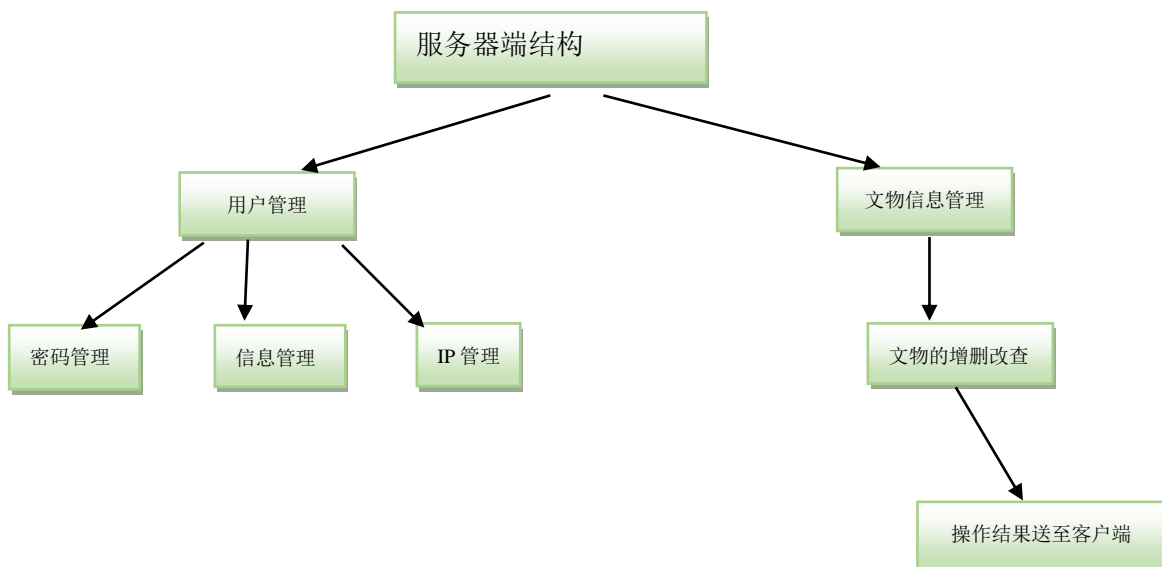 服务器端结构
用户管理
文物信息管理
密码管理
信息管理
IP 管理
文物的增删改查
操作结果送至客户端